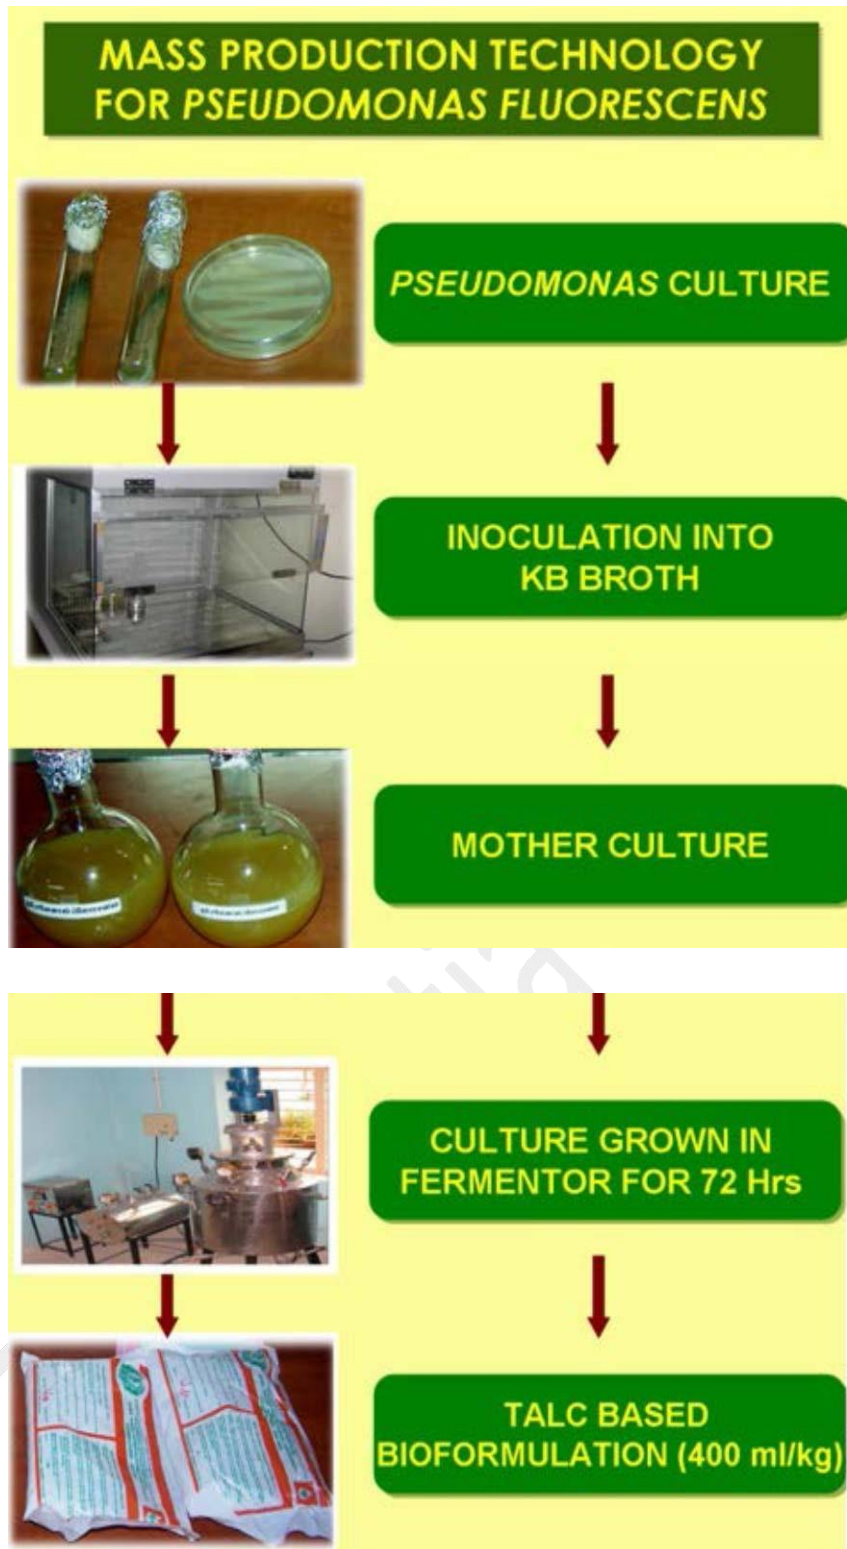 MASS PRODUCTION TECHNOLOGY
FOR PSEUDOMONAS FLUORESCENS
PSEUDOMONAS CULTURE
INOCULATION INTO
KB BROTH
MOTHER CULTURE
CULTURE GROWN IN
FERMENTOR FOR 72 Hrs
TALC BASED
BIOFORMULATION (400 ml/kg)